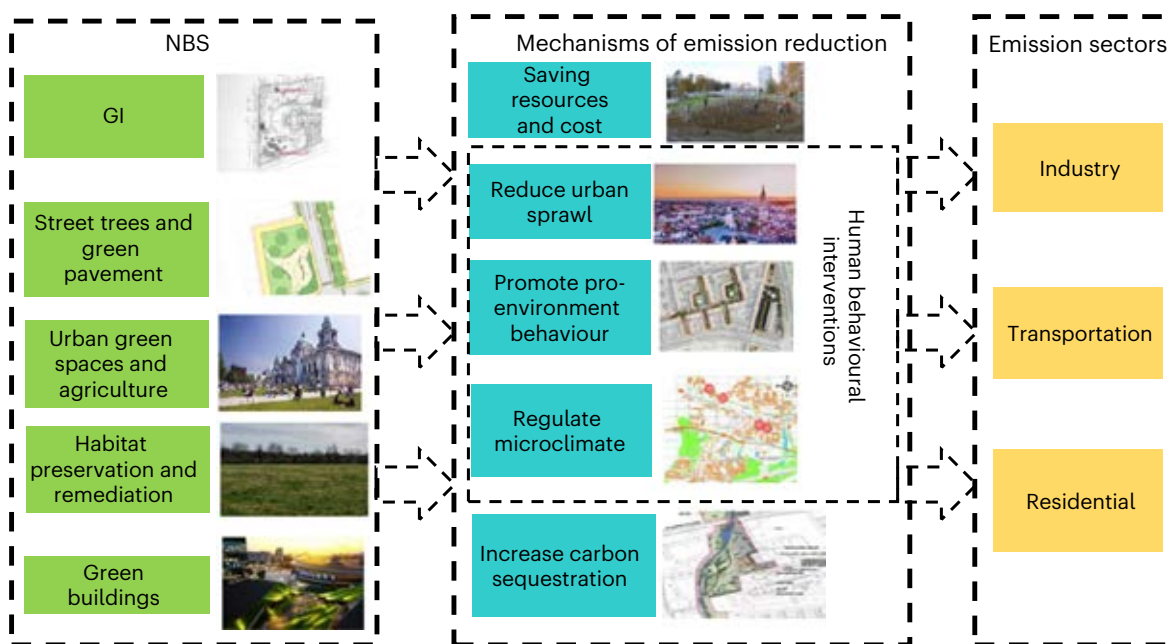 NBS
GI
Street trees and
green
pavement
Urban green
spaces and
agriculture
Habitat
preservation and
remediation
Green
buildings
Mechanisms of emission reduction
Saving
resources
and cost
Reduce urban
sprawl
Promote pro-
environment
behaviour
Regulate
microclimate
Increase carbon
sequestration
Human behavioural
interventions
Emission sectors
Industry
Transportation
Residential